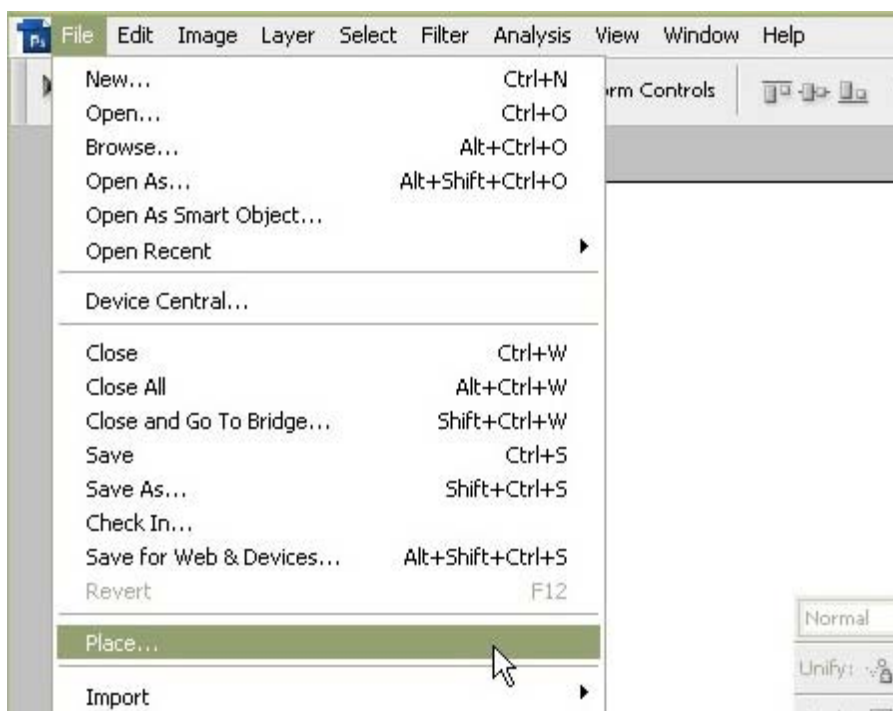 Ps File Edit Image Layer Select Filter Analysis View Window Help
New... Ctrl+N
Open... Ctrl+O
Browse... Alt+Ctrl+O
Open As... Alt+Shift+Ctrl+O
Open As Smart Object...
Open Recent
Device Central...
Close Ctrl+W
Close All Alt+Ctrl+W
Close and Go To Bridge... Shift+Ctrl+W
Save Ctrl+S
Save As... Shift+Ctrl+S
Check In...
Save for Web & Devices... Alt+Shift+Ctrl+S
Revert F12
Place...
Import
rm Controls
Normal
Unify: